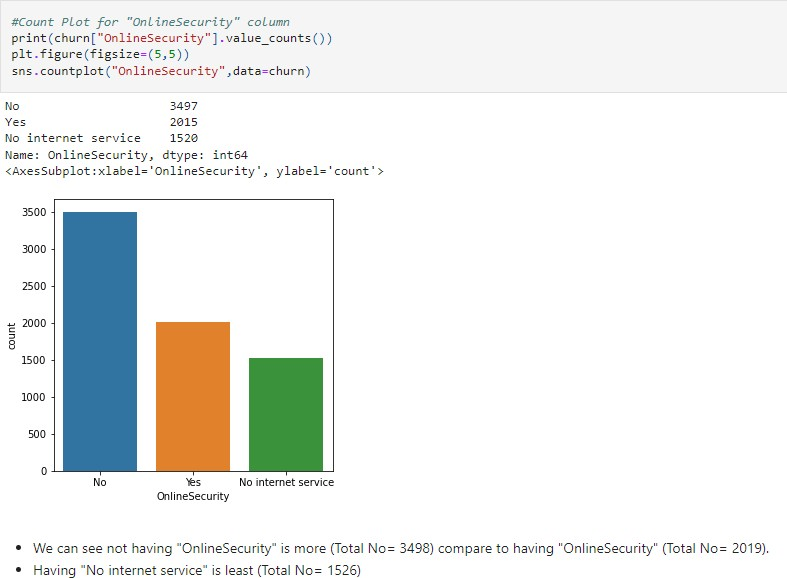 #Count Plot for "OnlineSecurity" column
print(churn["OnlineSecurity"].value_counts())
plt.figure(figsize=(5,5))
sns.countplot("OnlineSecurity",data=churn)
No 3497
Yes 2015
No internet service 1520
Name: OnlineSecurity, dtype: int64
<AxesSubplot:xlabel='OnlineSecurity', ylabel='count'>
3500
3000
2500
2000
1500
1000
500
0
count
No Yes No internet service
OnlineSecurity
• We can see not having "OnlineSecurity" is more (Total No= 3498) compare to having "OnlineSecurity" (Total No= 2019).
• Having "No internet service" is least (Total No= 1526)